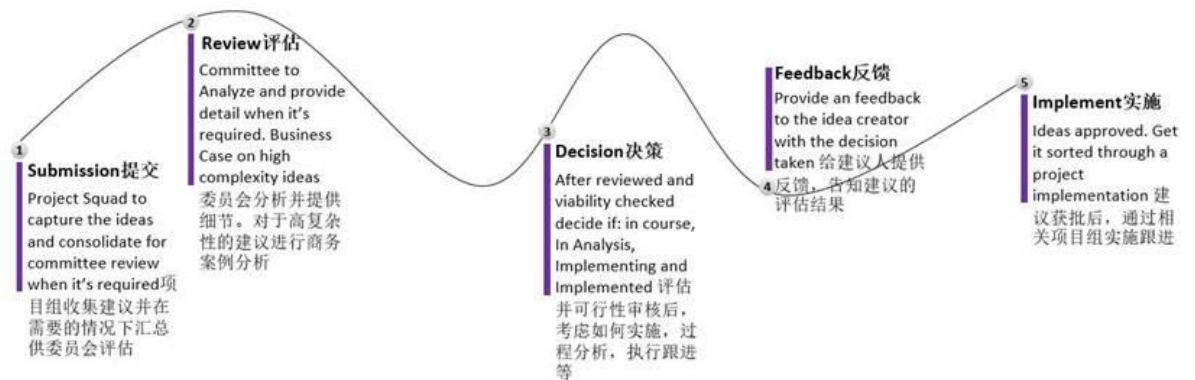 1
Submission提交
Project Squad to
capture the ideas
and consolidate for
committee review
when it's required项
目组收集建议并在
需要的情况下汇总
供委员会评估
2
Review评估
Committee to
Analyze and provide
detail when it's
required. Business
Case on high
complexity ideas
委员会分析并提供
细节。对于高复杂
性的建议进行商务
案例分析
3
Decision决策
After reviewed and
viability checked
decide if: in course,
In Analysis,
Implementing and
Implemented 评估
并可行性审核后，
考虑如何实施，过
程分析，执行跟进
等
4
Feedback反馈
Provide an feedback
to the idea creator
with the decision
taken 给建议人提供
反馈，告知建议的
评估结果
5
Implement实施
Ideas approved. Get
it sorted through a
project
implementation 建
议获批后，通过相
关项目组实施跟进